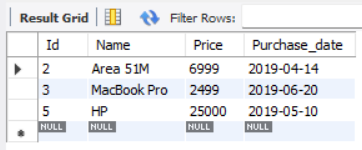 Result Grid Filter Rows:
Id Name Price Purchase_date
2 Area 51M 6999 2019-04-14
3 MacBook Pro 2499 2019-06-20
5 HP 25000 2019-05-10
NULL NULL NULL NULL